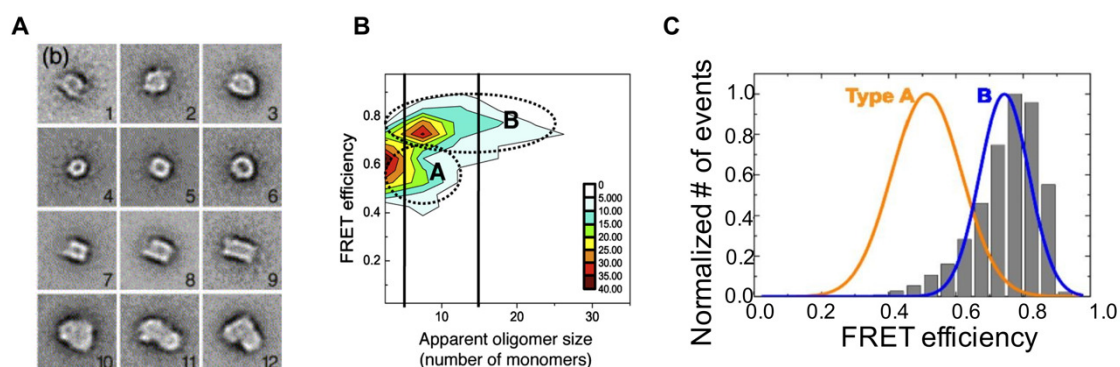 A
(b)
1
2
3
4
5
6
7
8
9
10
11
12
B
FRET efficiency
0.8
0.6
0.4
0.2
B
A
0
5.000
10.00
15.00
20.00
25.00
30.00
35.00
40.00
10
20
30
Apparent oligomer size
(number of monomers)
C
Normalized # of events
1.0
0.8
0.6
0.4
0.2
0.0
Type A
B
0.0 0.2 0.4 0.6 0.8 1.0
FRET efficiency